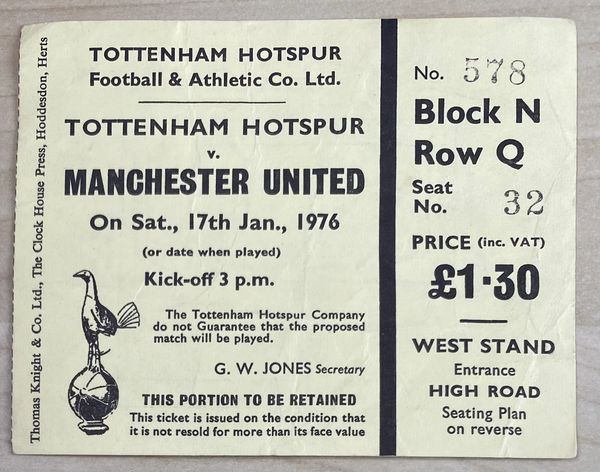 TOTTENHAM HOTSPUR
Football & Athletic Co. Ltd.
TOTTENHAM HOTSPUR
v.
MANCHESTER UNITED
On Sat., 17th Jan., 1976
(or date when played)
Kick-off 3 p.m.
The Tottenham Hotspur Company
do not Guarantee that the proposed
match will be played.
G. W. JONES Secretary
THIS PORTION TO BE RETAINED
This ticket is issued on the condition that
it is not resold for more than its face value
Thomas Knight & Co. Ltd., The Clock House Press, Hoddesdon, Herts
No. 578
Block N
Row Q
Seat
No. 32
PRICE (inc. VAT)
£1·30
WEST STAND
Entrance
HIGH ROAD
Seating Plan
on reverse